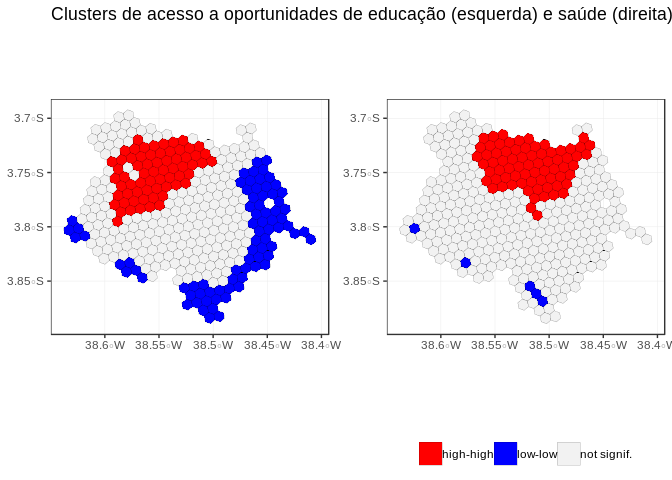 Clusters de acesso a oportunidades de educação (esquerda) e saúde (direita)
3.7°S
3.75°S
3.8°S
3.85°S
38.6°W 38.55°W 38.5°W 38.45°W 38.4°W
3.7°S
3.75°S
3.8°S
3.85°S
38.6°W 38.55°W 38.5°W 38.45°W 38.4°W
high-high low-low not signif.